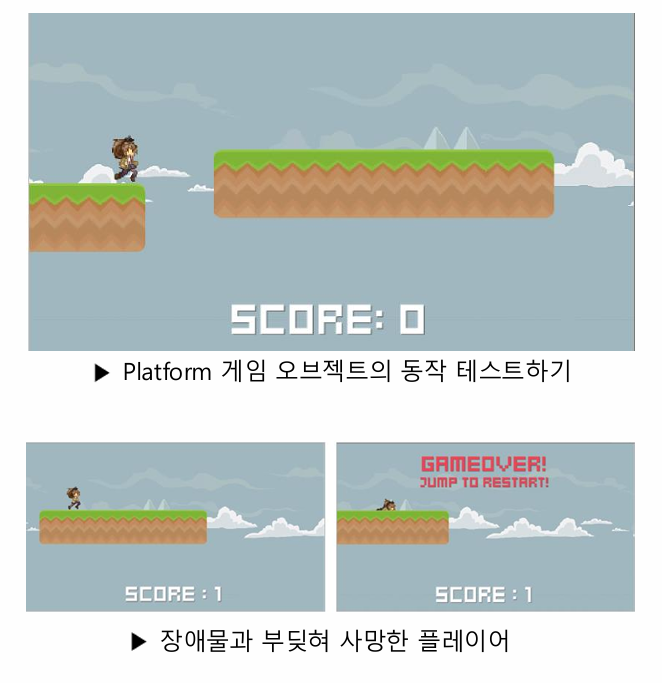 SCORE: 0
▶ Platform 게임 오브젝트의 동작 테스트하기
GAMEOVER!
JUMP TO RESTART!
SCORE : 1
SCORE : 1
▶ 장애물과 부딪혀 사망한 플레이어